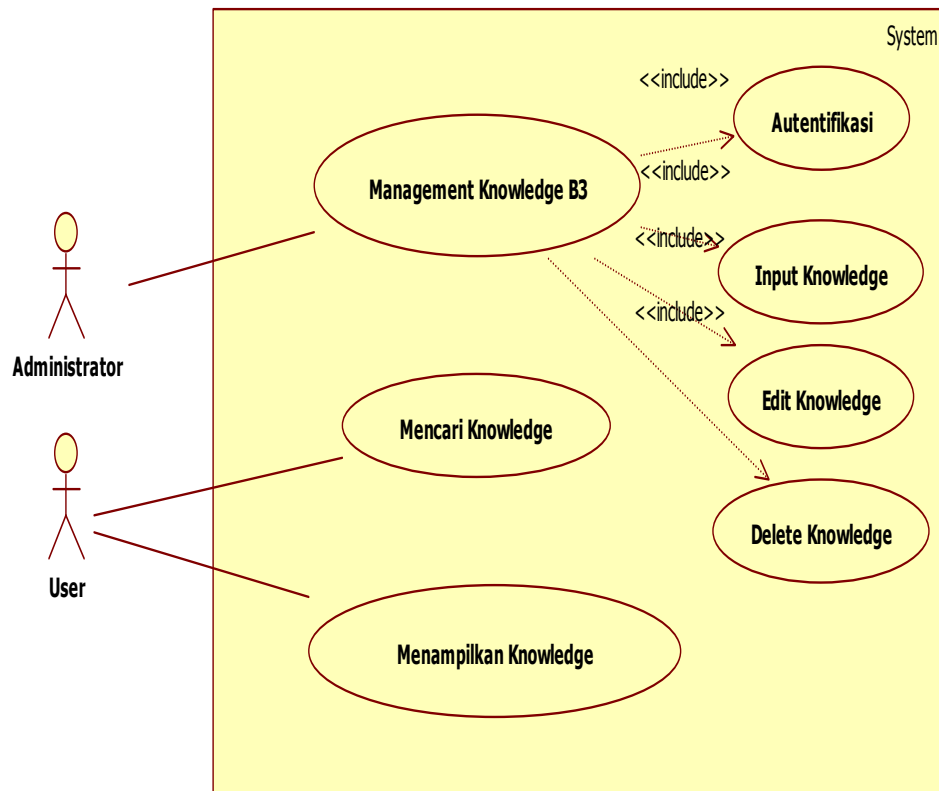 System
<<include>>
Autentifikasi
<<include>>
Management Knowledge B3
<<include>>
Input Knowledge
<<include>>
Administrator
Edit Knowledge
Mencari Knowledge
Delete Knowledge
User
Menampilkan Knowledge